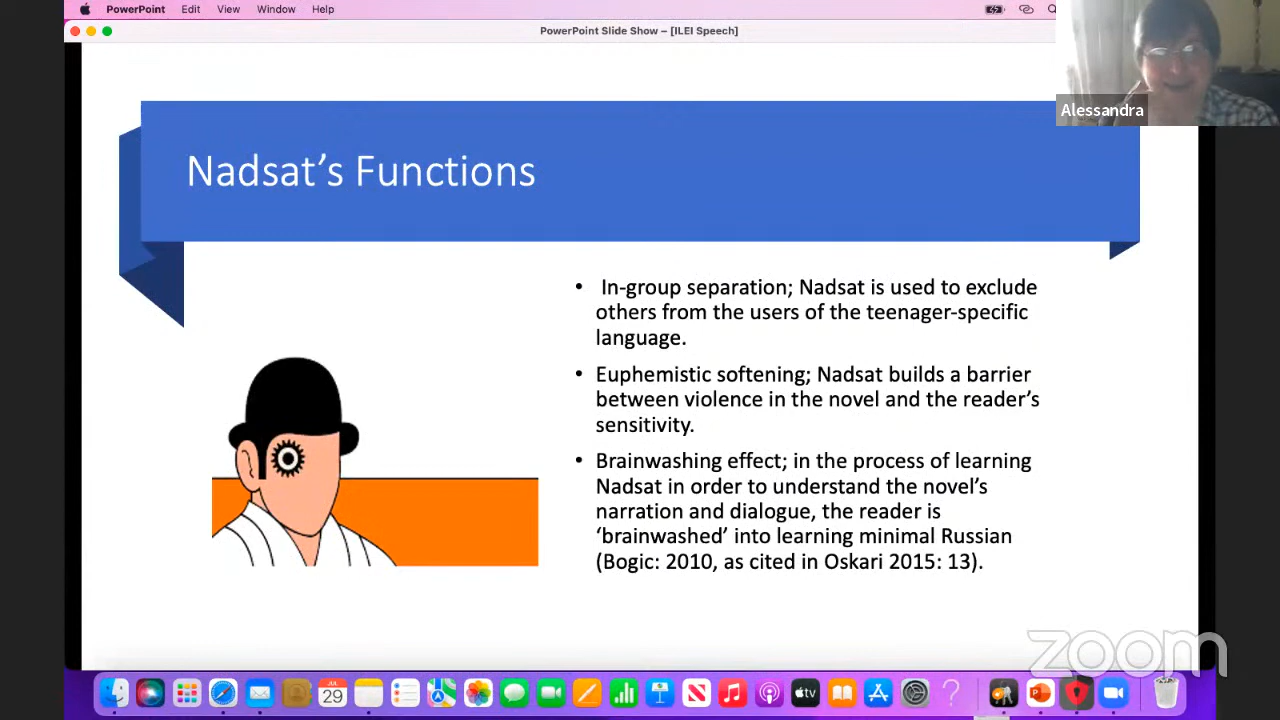 PowerPoint Edit View Window Help
PowerPoint Slide Show – [ILEI Speech]
Alessandra
Nadsat’s Functions
• In-group separation; Nadsat is used to exclude
others from the users of the teenager-specific
language.
• Euphemistic softening; Nadsat builds a barrier
between violence in the novel and the reader’s
sensitivity.
• Brainwashing effect; in the process of learning
Nadsat in order to understand the novel’s
narration and dialogue, the reader is
‘brainwashed’ into learning minimal Russian
(Bogic: 2010, as cited in Oskari 2015: 13).
zoom
JUL
29
tv